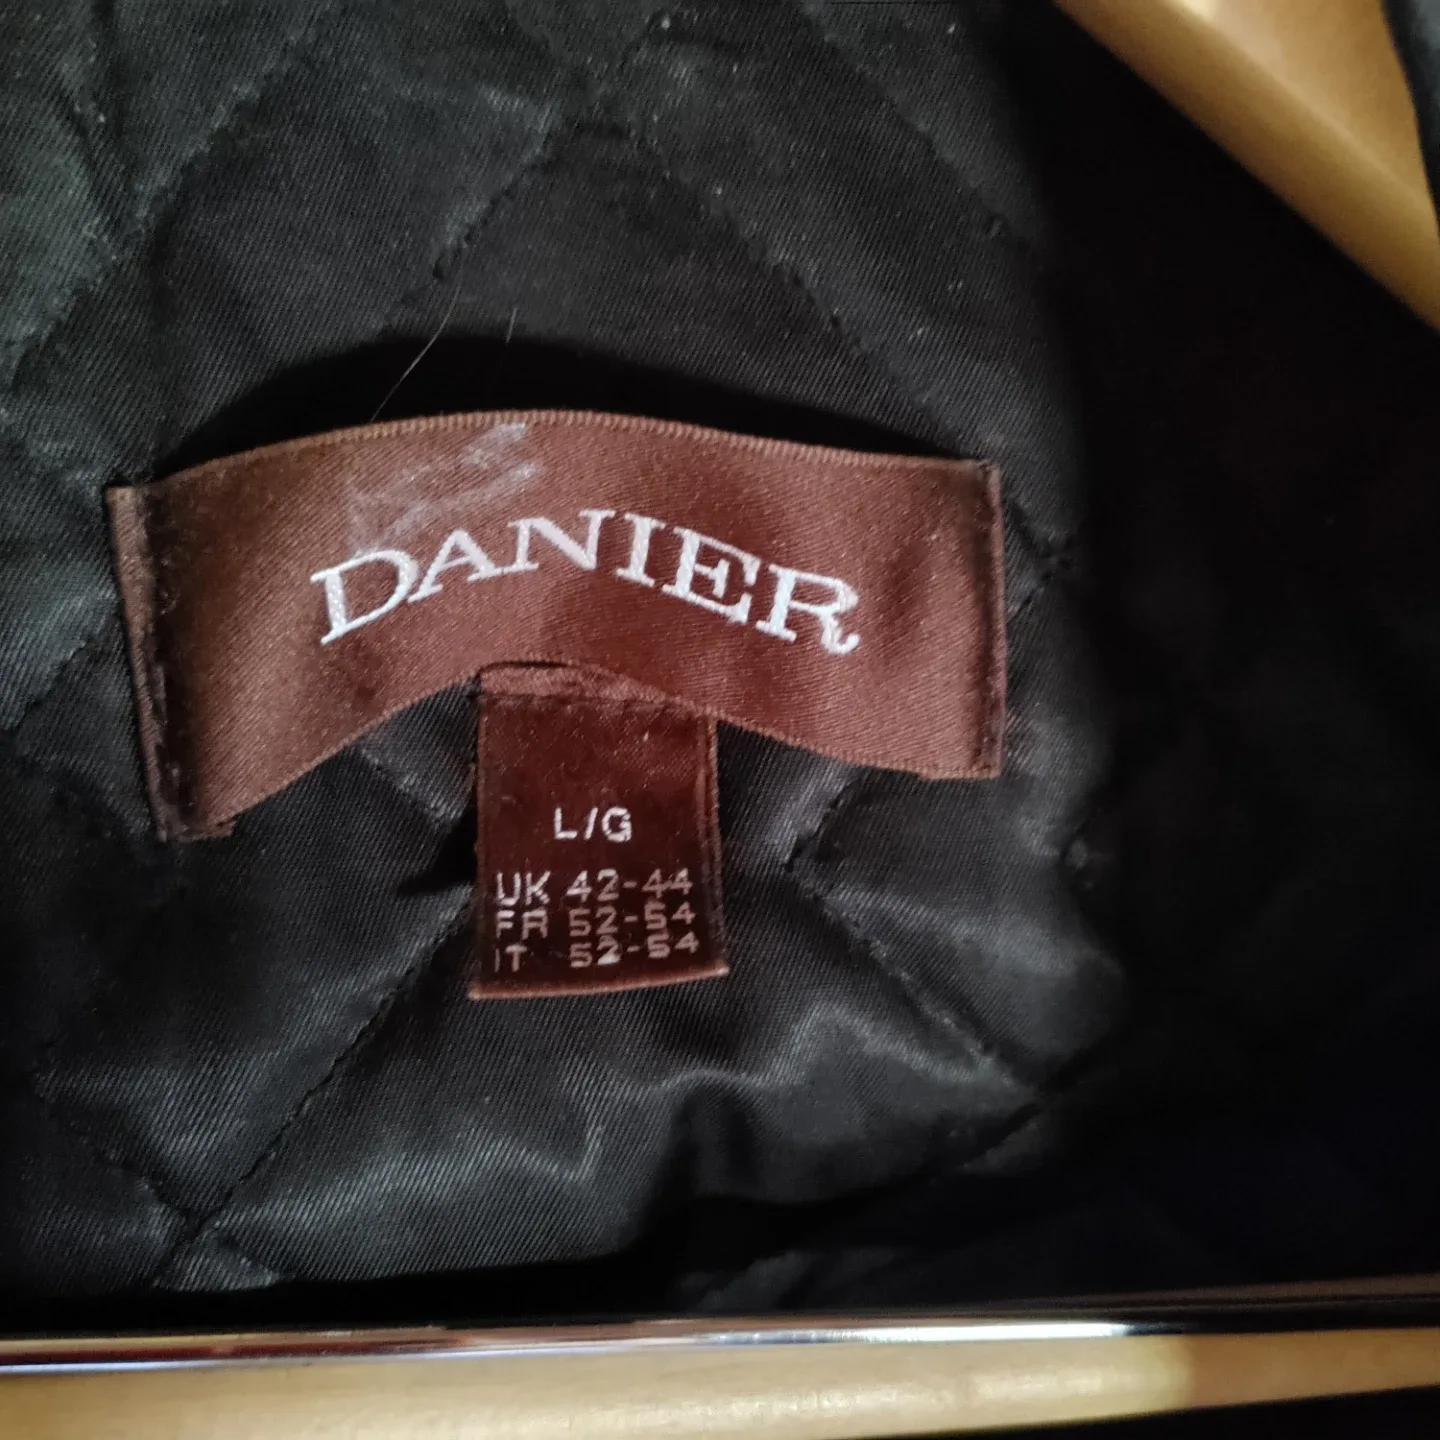 DANIER
L/G
UK 42-44
FR 52-54
IT 52-54